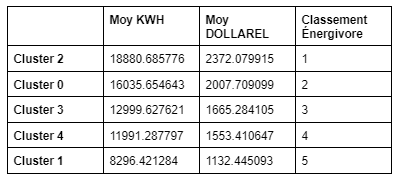 Moy KWH Moy DOLLAREL Classement Énergivore
Cluster 2 18880.685776 2372.079915 1
Cluster 0 16035.654643 2007.709099 2
Cluster 3 12999.627621 1665.284105 3
Cluster 4 11991.287797 1553.410647 4
Cluster 1 8296.421284 1132.445093 5